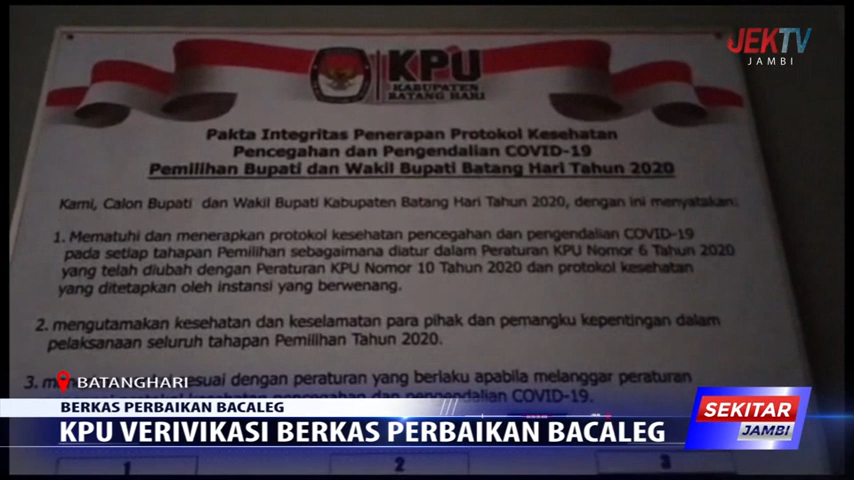 JEKTV
JAMBI
KPU
KABUPATEN
BATANG HARI
Pakta Integritas Penerapan Protokol Kesehatan
Pencegahan dan Pengendalian COVID-19
Pemilihan Bupati dan Wakil Bupati Batang Hari Tahun 2020
Kami, Calon Bupati dan Wakil Bupati Kabupaten Batang Hari Tahun 2020, dengan ini menyatakan:
1. Mematuhi dan menerapkan protokol kesehatan pencegahan dan pengendalian COVID-19
pada setiap tahapan Pemilihan sebagaimana diatur dalam Peraturan KPU Nomor 6 Tahun 2020
yang telah diubah dengan Peraturan KPU Nomor 10 Tahun 2020 dan protokol kesehatan
yang ditetapkan oleh instansi yang berwenang.
2. mengutamakan kesehatan dan keselamatan para pihak dan pemangku kepentingan dalam
pelaksanaan seluruh tahapan Pemilihan Tahun 2020.
3. sesuai dengan peraturan yang berlaku apabila melanggar peraturan
protokol kesehatan pencegahan dan pengendalian COVID-19.
BATANGHARI
BERKAS PERBAIKAN BACALEG
KPU VERIVIKASI BERKAS PERBAIKAN BACALEG
SEKITAR
JAMBI
1 2 3